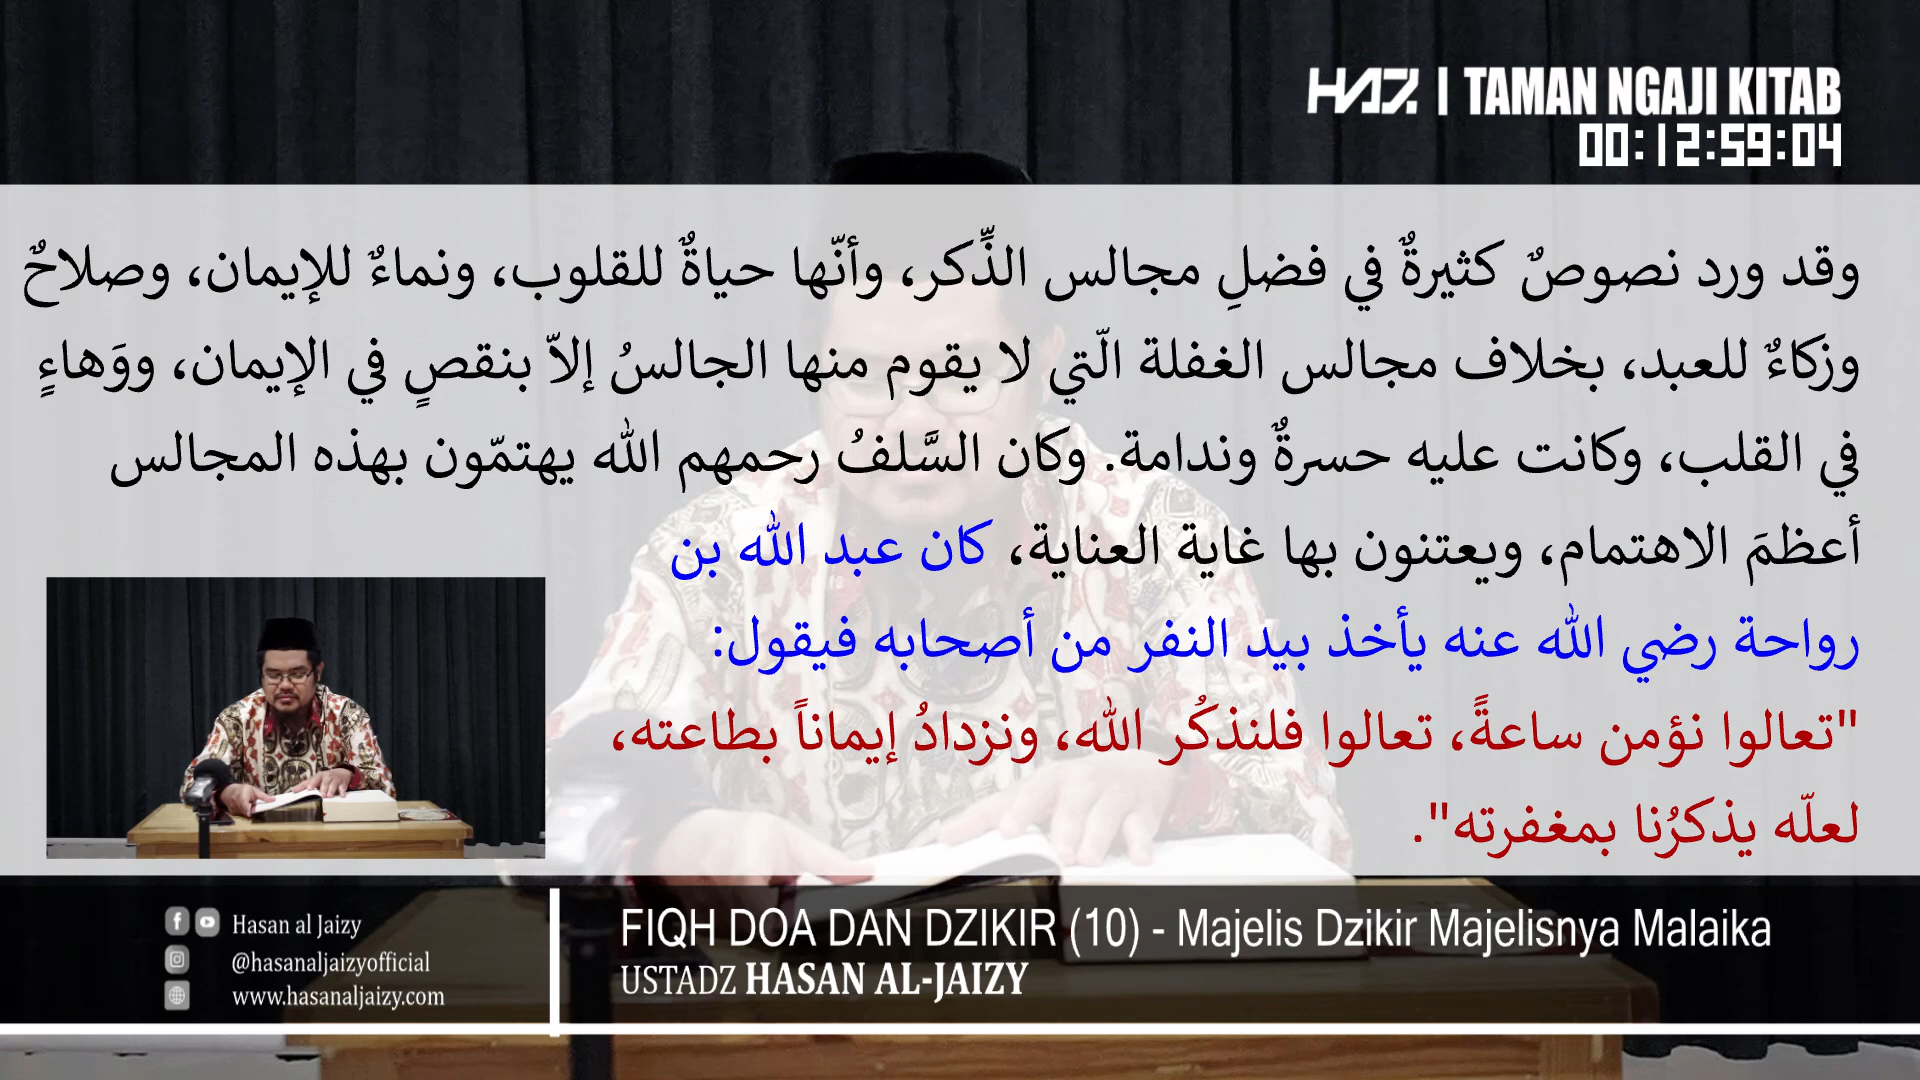 HAJZ | TAMAN NGAJI KITAB
00:12:59:04
وقد ورد نصوصٌ كثيرةٌ في فضلِ مجالس الذِّكر، وأنّها حياةٌ للقلوب، ونماءٌ للإيمان، وصلاحٌ
وزكاءٌ للعبد، بخلاف مجالس الغفلة الّتي لا يقوم منها الجالسُ إلاّ بنقصٍ في الإيمان، ووَهاءٍ
في القلب، وكانت عليه حسرةٌ وندامة. وكان السَّلفُ رحمهم الله يهتمّون بهذه المجالس
أعظمَ الاهتمام، ويعتنون بها غاية العناية، كان عبد الله بن
رواحة رضي الله عنه يأخذ بيد النفر من أصحابه فيقول:
"تعالوا نؤمن ساعةً، تعالوا فلنذكُر الله، ونزدادُ إيماناً بطاعته،
لعلّه يذكرُنا بمغفرته".
Hasan al Jaizy
@hasanaljaizyofficial
www.hasanaljaizy.com
FIQH DOA DAN DZIKIR (10) - Majelis Dzikir Majelisnya Malaika
USTADZ HASAN AL-JAIZY